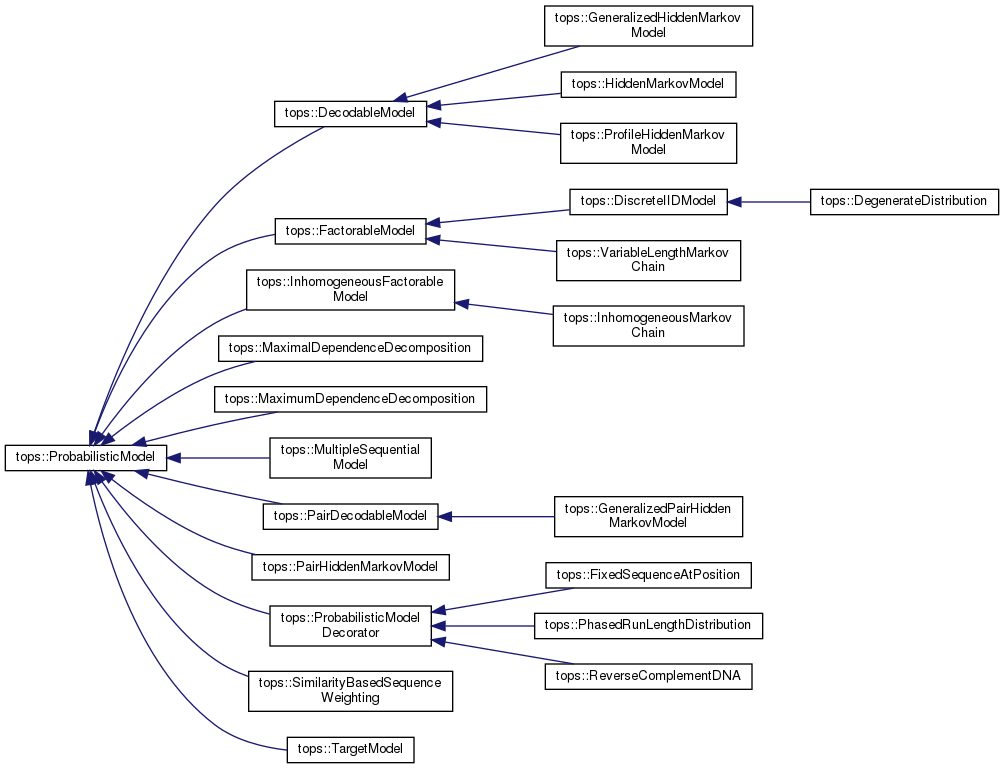 tops::GeneralizedHiddenMarkov
Model
tops::HiddenMarkovModel
tops::DecodableModel
tops::ProfileHiddenMarkov
Model
tops::DiscreteIIDModel
tops::DegenerateDistribution
tops::FactorableModel
tops::VariableLengthMarkov
Chain
tops::InhomogeneousFactorable
Model
tops::InhomogeneousMarkov
Chain
tops::MaximalDependenceDecomposition
tops::MaximumDependenceDecomposition
tops::ProbabilisticModel
tops::MultipleSequential
Model
tops::PairDecodableModel
tops::GeneralizedPairHidden
MarkovModel
tops::PairHiddenMarkovModel
tops::FixedSequenceAtPosition
tops::ProbabilisticModel
Decorator
tops::PhasedRunLengthDistribution
tops::ReverseComplementDNA
tops::SimilarityBasedSequence
Weighting
tops::TargetModel